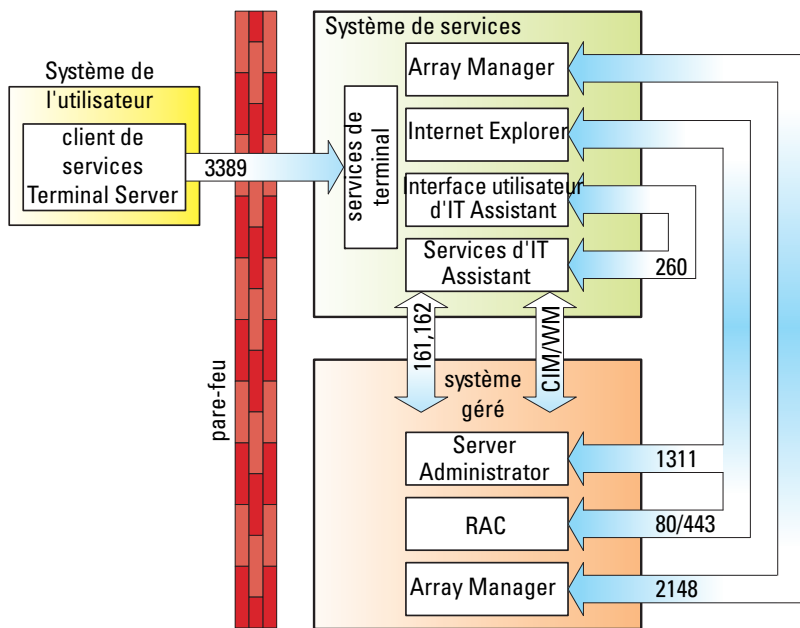 Système de services
Array Manager
Système de
l'utilisateur
client de
services
Terminal Server
3389
services de
terminal
Internet Explorer
Interface utilisateur
d'IT Assistant
Services d'IT
Assistant
260
161,162
CIM/WM
pare-feu
système
géré
Server
Administrator
1311
RAC
80/443
Array Manager
2148